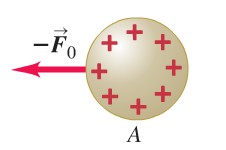 −F⃗₀
+ + + + + + + +
A